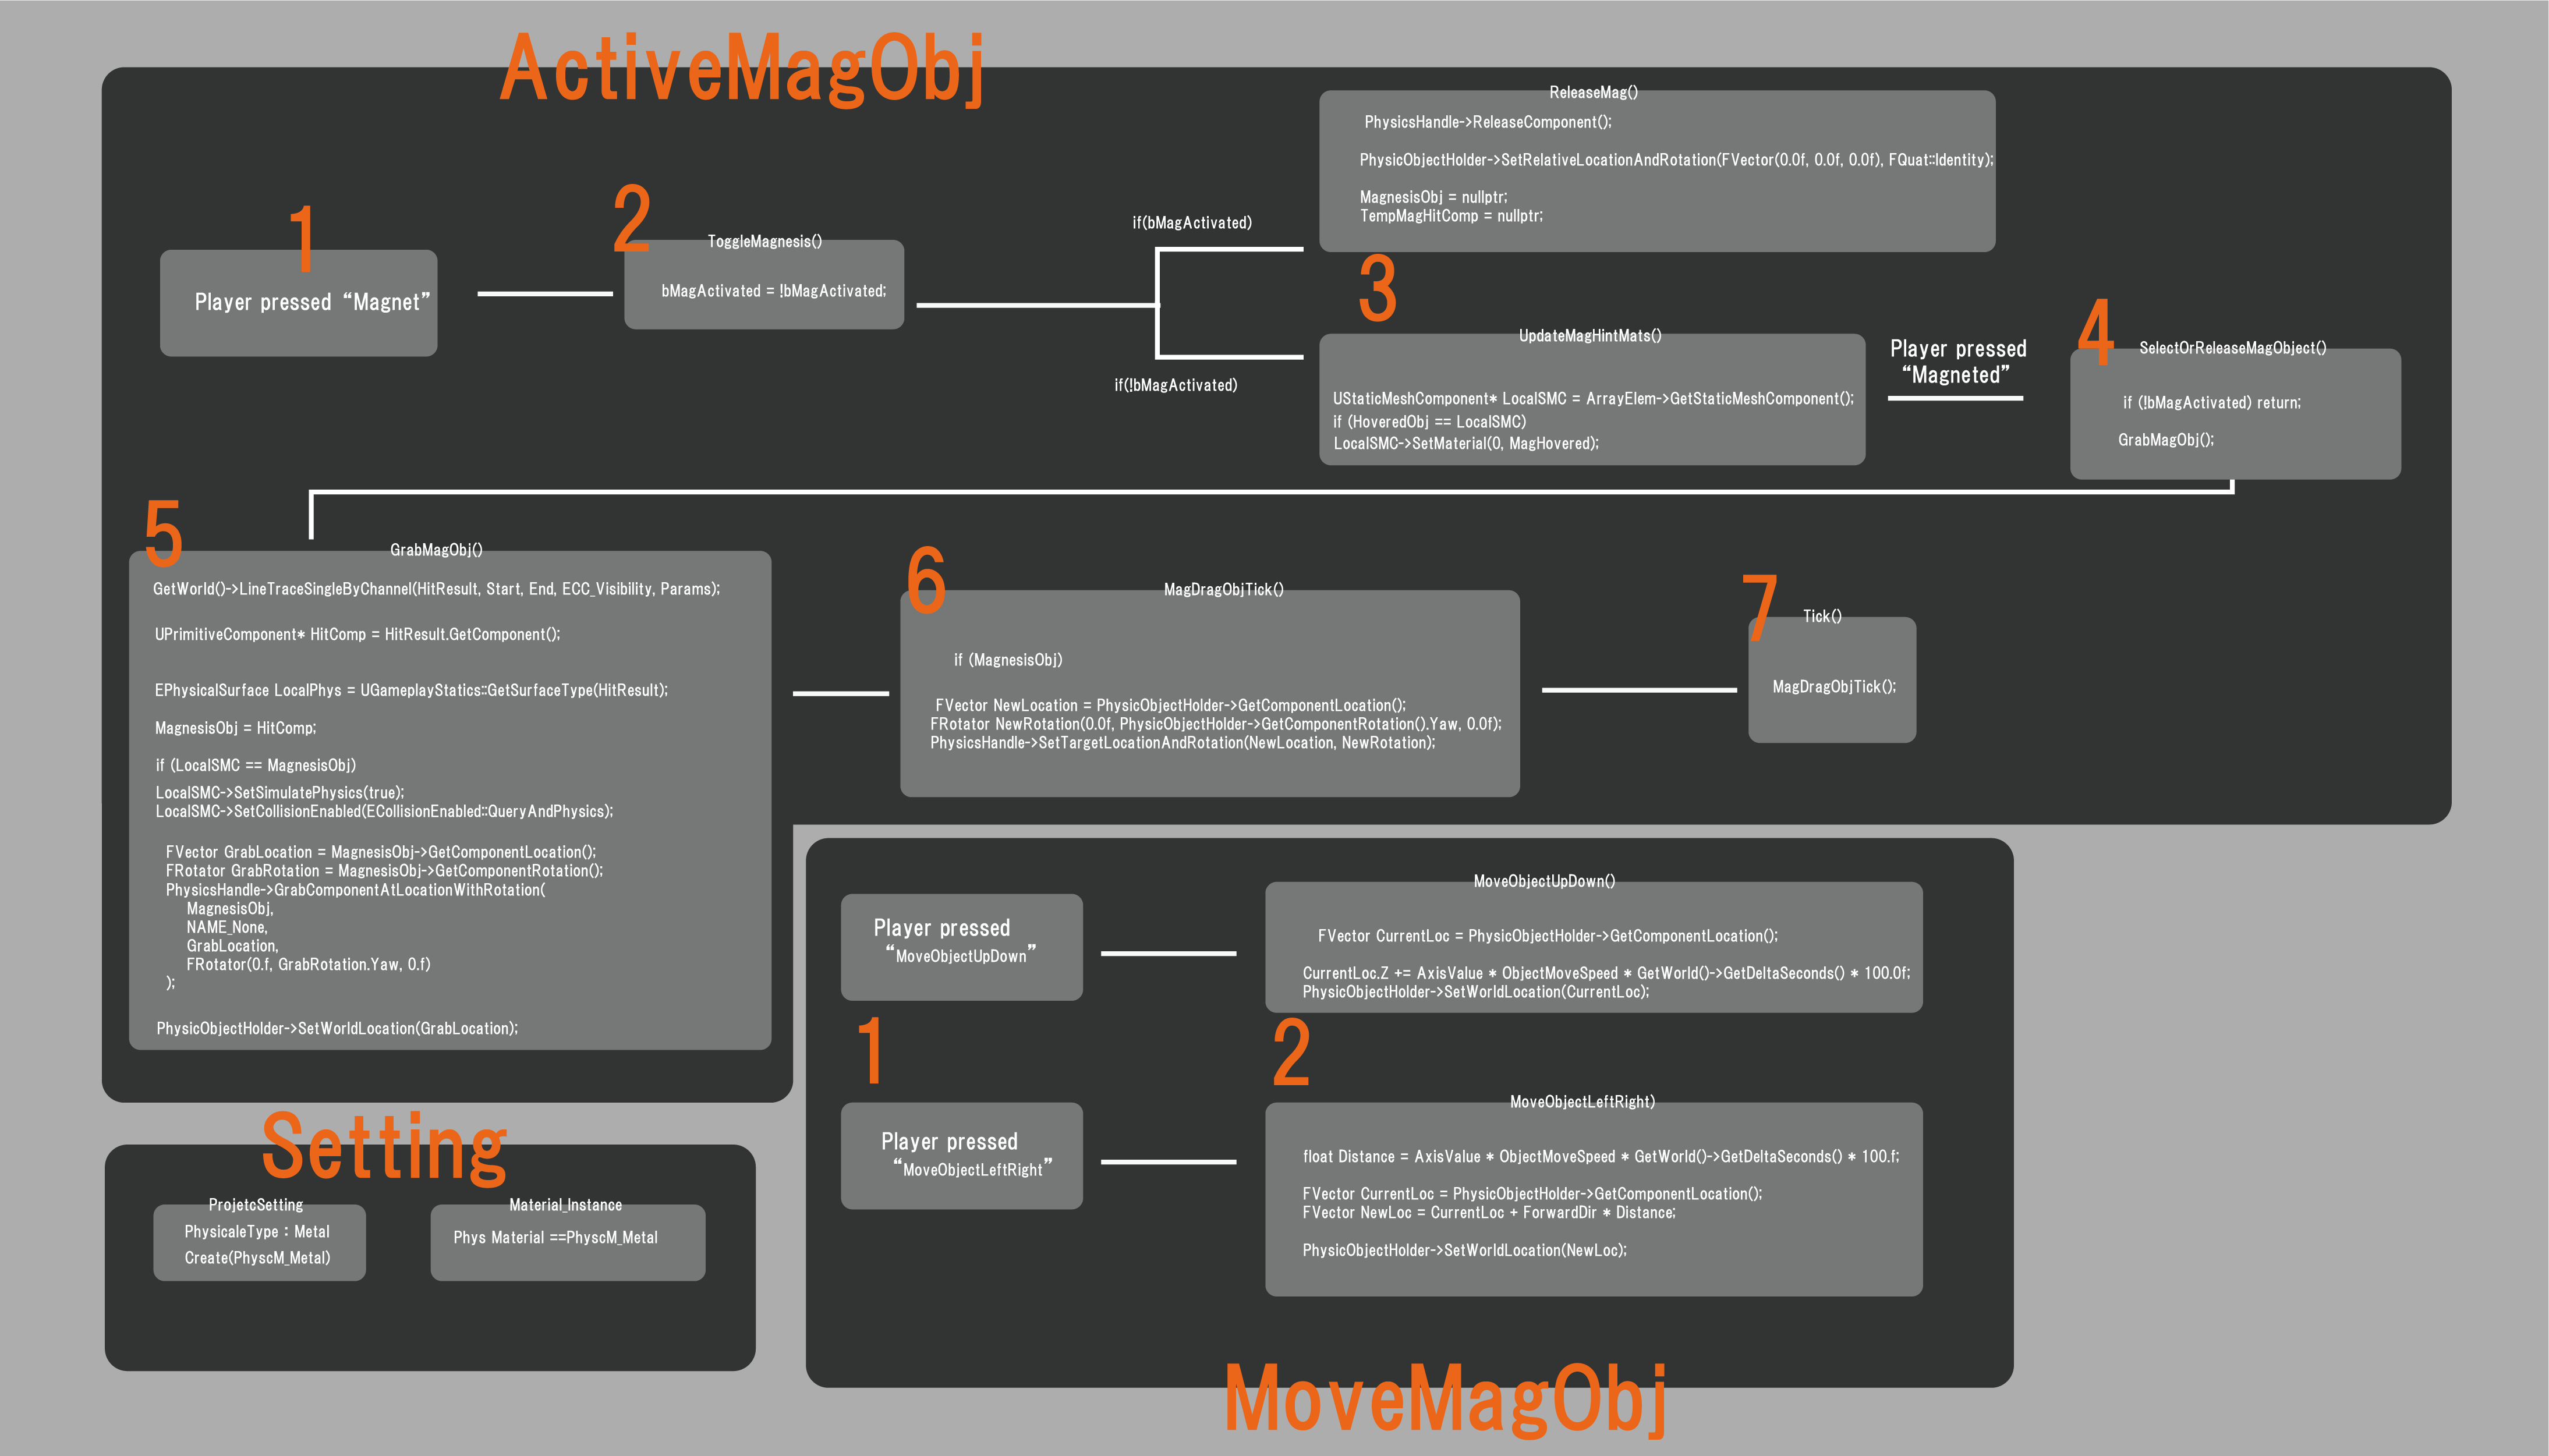 ActiveMagObj
1
Player pressed “Magnet”
2
ToggleMagnesis()
bMagActivated = !bMagActivated;
if(bMagActivated)
if(!bMagActivated)
ReleaseMag()
PhysicsHandle->ReleaseComponent();
PhysicObjectHolder->SetRelativeLocationAndRotation(FVector(0.0f, 0.0f, 0.0f), FQuat::Identity);
MagnesisObj = nullptr;
TempMagHitComp = nullptr;
3
UpdateMagHintMats()
UStaticMeshComponent* LocalSMC = ArrayElem->GetStaticMeshComponent();
if (HoveredObj == LocalSMC)
LocalSMC->SetMaterial(0, MagHovered);
Player pressed
“Magneted”
4
SelectOrReleaseMagObject()
if (!bMagActivated) return;
GrabMagObj();
5
GrabMagObj()
GetWorld()->LineTraceSingleByChannel(HitResult, Start, End, ECC_Visibility, Params);
UPrimitiveComponent* HitComp = HitResult.GetComponent();
EPhysicalSurface LocalPhys = UGameplayStatics::GetSurfaceType(HitResult);
MagnesisObj = HitComp;
if (LocalSMC == MagnesisObj)
LocalSMC->SetSimulatePhysics(true);
LocalSMC->SetCollisionEnabled(ECollisionEnabled::QueryAndPhysics);
FVector GrabLocation = MagnesisObj->GetComponentLocation();
FRotator GrabRotation = MagnesisObj->GetComponentRotation();
PhysicsHandle->GrabComponentAtLocationWithRotation(
MagnesisObj,
NAME_None,
GrabLocation,
FRotator(0.f, GrabRotation.Yaw, 0.f)
);
PhysicObjectHolder->SetWorldLocation(GrabLocation);
6
MagDragObjTick()
if (MagnesisObj)
FVector NewLocation = PhysicObjectHolder->GetComponentLocation();
FRotator NewRotation(0.0f, PhysicObjectHolder->GetComponentRotation().Yaw, 0.0f);
PhysicsHandle->SetTargetLocationAndRotation(NewLocation, NewRotation);
7
Tick()
MagDragObjTick();
Setting
ProjetcSetting
PhysicaleType : Metal
Create(PhyscM_Metal)
Material_Instance
Phys Material ==PhyscM_Metal
Player pressed
“MoveObjectUpDown”
1
Player pressed
“MoveObjectLeftRight”
MoveObjectUpDown()
FVector CurrentLoc = PhysicObjectHolder->GetComponentLocation();
CurrentLoc.Z += AxisValue * ObjectMoveSpeed * GetWorld()->GetDeltaSeconds() * 100.0f;
PhysicObjectHolder->SetWorldLocation(CurrentLoc);
2
MoveObjectLeftRight)
float Distance = AxisValue * ObjectMoveSpeed * GetWorld()->GetDeltaSeconds() * 100.f;
FVector CurrentLoc = PhysicObjectHolder->GetComponentLocation();
FVector NewLoc = CurrentLoc + ForwardDir * Distance;
PhysicObjectHolder->SetWorldLocation(NewLoc);
MoveMagObj